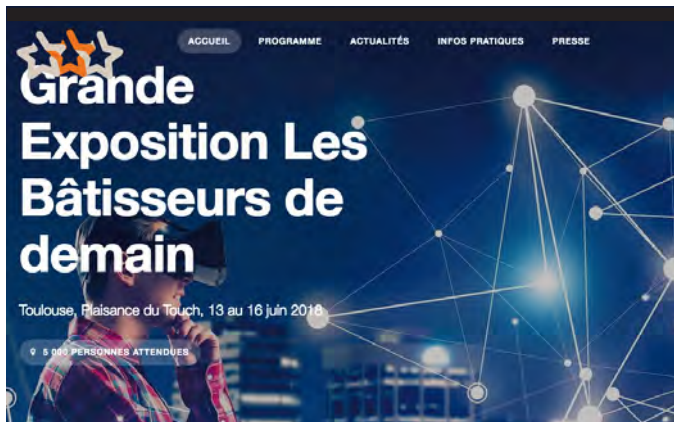 ACCUEIL PROGRAMME ACTUALITÉS INFOS PRATIQUES PRESSE
Grande
Exposition Les
Bâtisseurs de
demain
Toulouse, Plaisance du Touch, 13 au 16 juin 2018
5 000 PERSONNES ATTENDUES